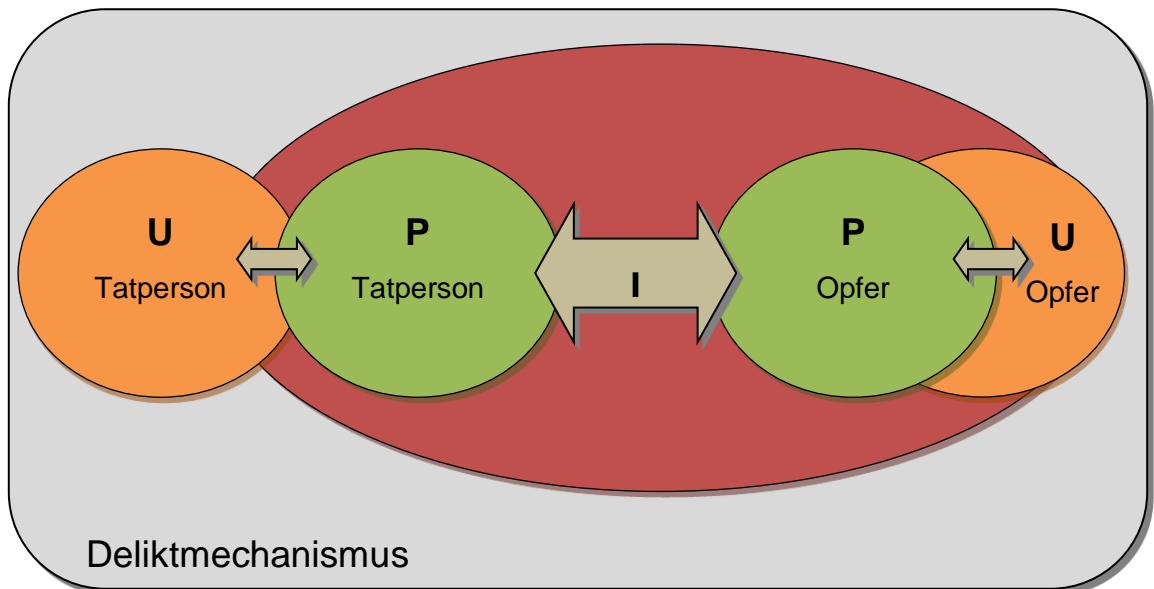 U
Tatperson
P
Tatperson
I
P
Opfer
U
Opfer
Deliktmechanismus